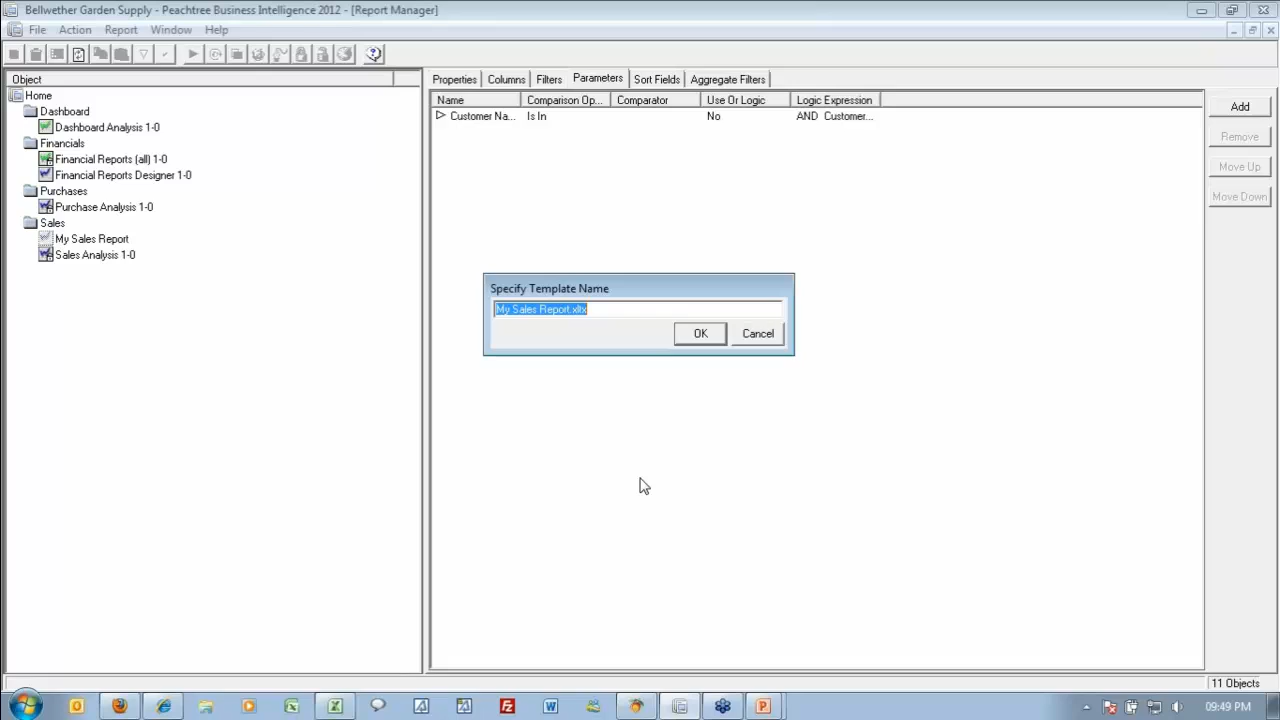 Bellwether Garden Supply - Peachtree Business Intelligence 2012 - [Report Manager]
File Action Report Window Help
Object
Home
Dashboard
Dashboard Analysis 1-0
Financials
Financial Reports (all) 1-0
Financial Reports Designer 1-0
Purchases
Purchase Analysis 1-0
Sales
My Sales Report
Sales Analysis 1-0
Properties Columns Filters Parameters Sort Fields Aggregate Filters
Name Comparison Op... Comparator Use Or Logic Logic Expression
Customer Na... Is In No AND Customer...
Add
Remove
Move Up
Move Down
Specify Template Name
My Sales Report.xltx
OK Cancel
11 Objects
09:49 PM